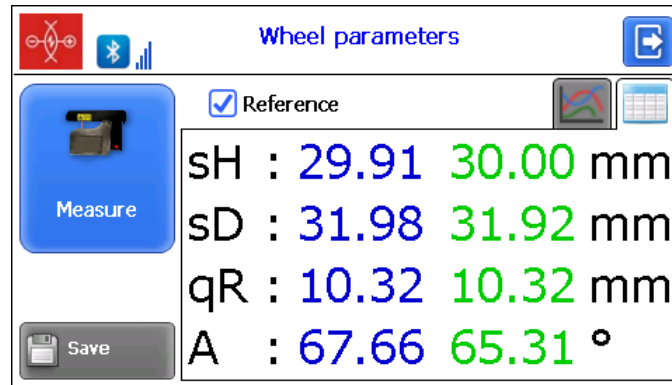 Wheel parameters
Reference
Measure
sH : 29.91 30.00 mm
sD : 31.98 31.92 mm
qR : 10.32 10.32 mm
A : 67.66 65.31 °
Save